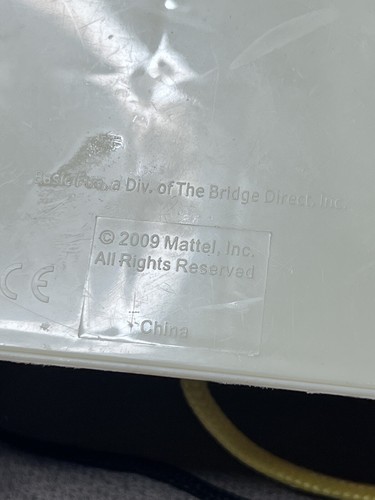 a Div. of The Bridge Direct, Inc.
© 2009 Mattel, Inc.
All Rights Reserved
CE
China